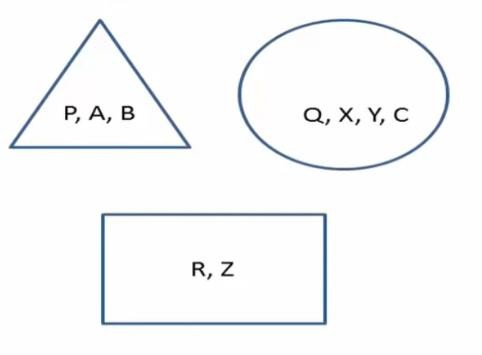 P, A, B
Q, X, Y, C
R, Z